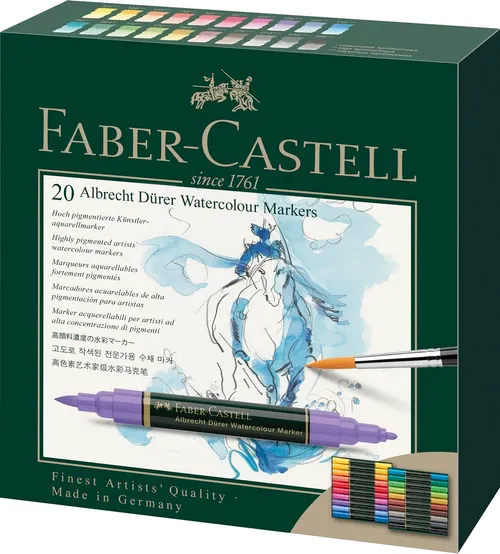 FABER-CASTELL
since 1761
20 Albrecht Dürer Watercolour Markers
Hoch pigmentierte Künstler-
aquarellmarker
Highly pigmented artists'
watercolour markers
Marqueurs aquarellables
fortement pigmentés
Marcadores acuarelables de alta
pigmentación para artistas
Marker acquerellabili per artisti ad
alta concentrazione di pigmenti
高顔料濃度の水彩マーカー
고도로 착색된 전문가용 수채 마커
高色素艺术家级水彩马克笔
FABER-CASTELL
Albrecht Dürer Watercolour Marker
Finest Artists' Quality ·
Made in Germany